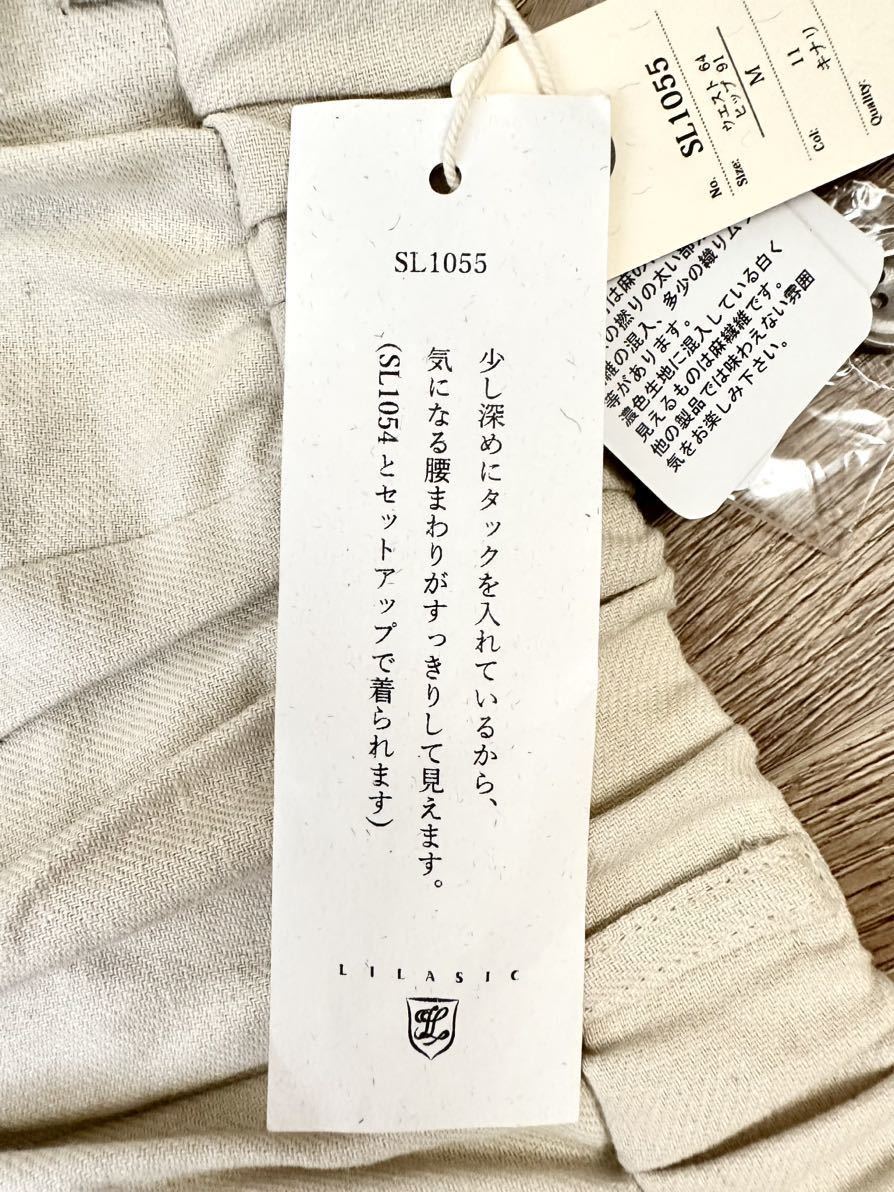 SL1055
少し深めにタックを入れているから、
気になる腰まわりがすっきりして見えます。
(SL1054とセットアップで着られます)
LILASIC
No. SL1055
Size: ウエスト 64
ヒップ 91
M
Col: 11
キナリ
Quality:
は麻の
の撚りの太い部
維の混入、多少の織りム
等があります。
濃色生地に混入している白く
見えるものは麻繊維です。
他の製品では味わえない雰囲
気をお楽しみ下さい。